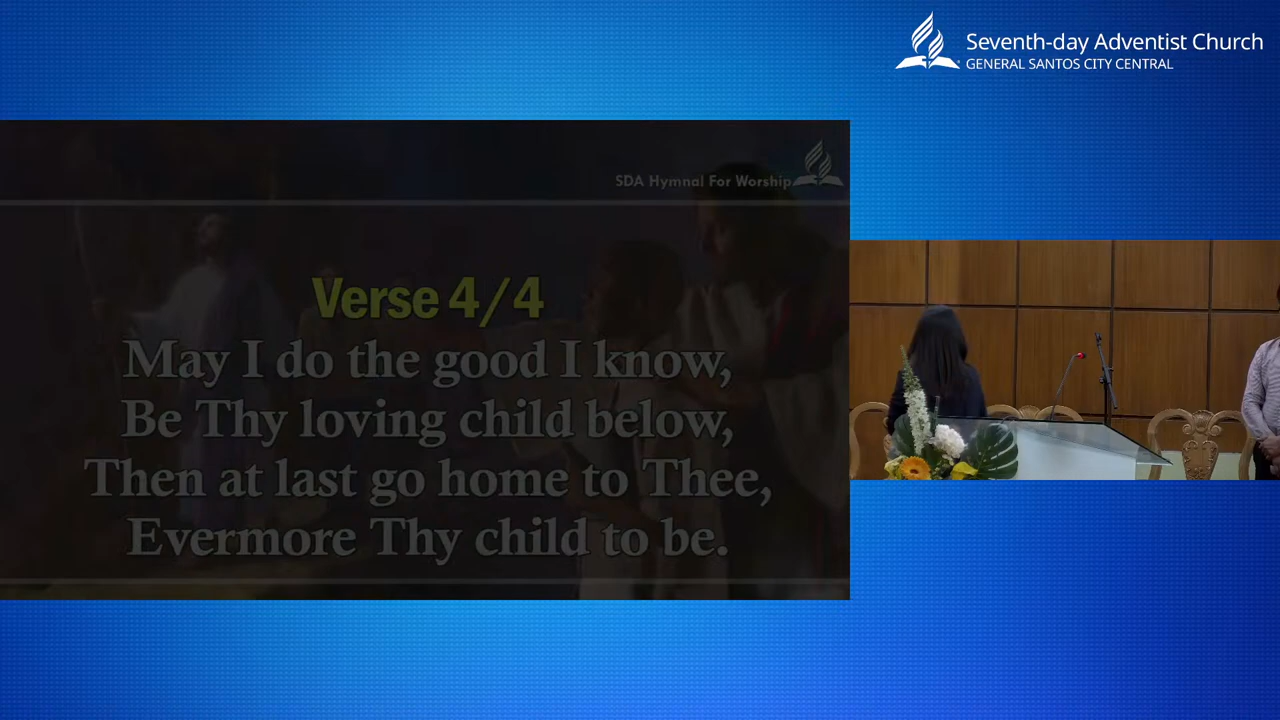 Seventh-day Adventist Church
GENERAL SANTOS CITY CENTRAL
SDA Hymnal For Worship
Verse 4/4
May I do the good I know,
Be Thy loving child below,
Then at last go home to Thee,
Evermore Thy child to be.